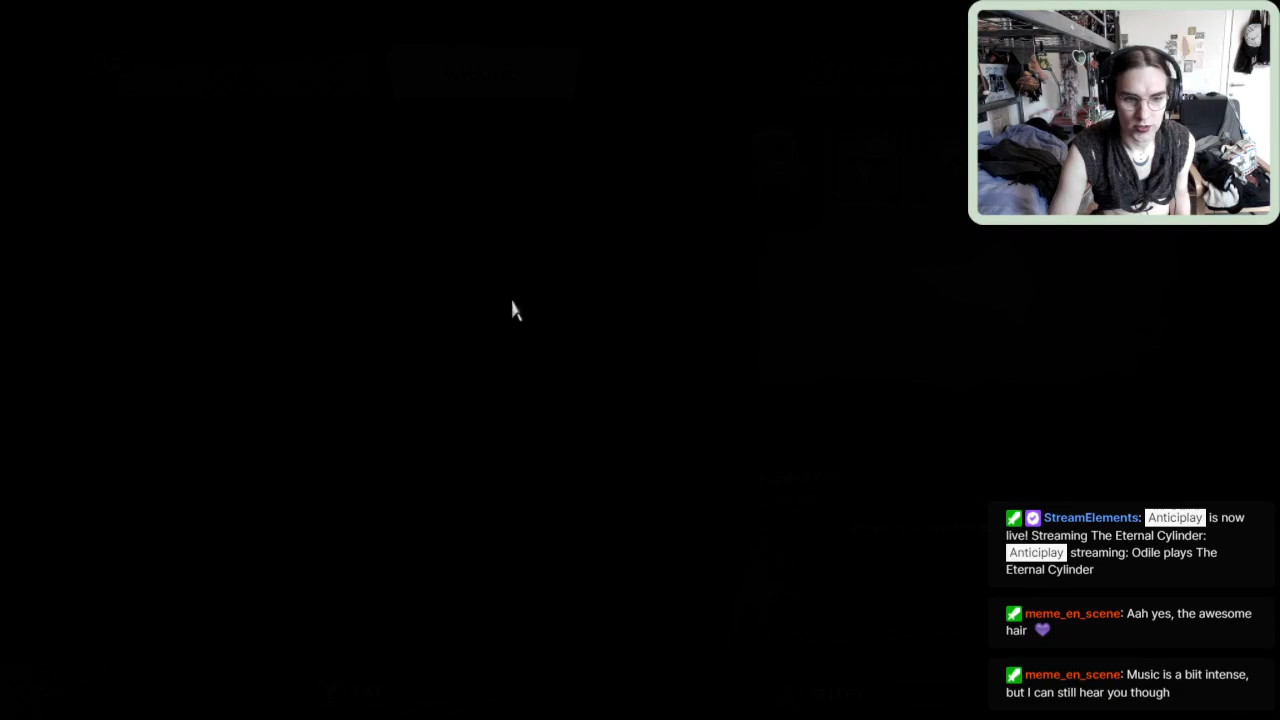 StreamElements: Anticiplay is now
live! Streaming The Eternal Cylinder:
Anticiplay streaming: Odile plays The
Eternal Cylinder
meme_en_scene: Aah yes, the awesome
hair 💜
meme_en_scene: Music is a biit intense,
but I can still hear you though